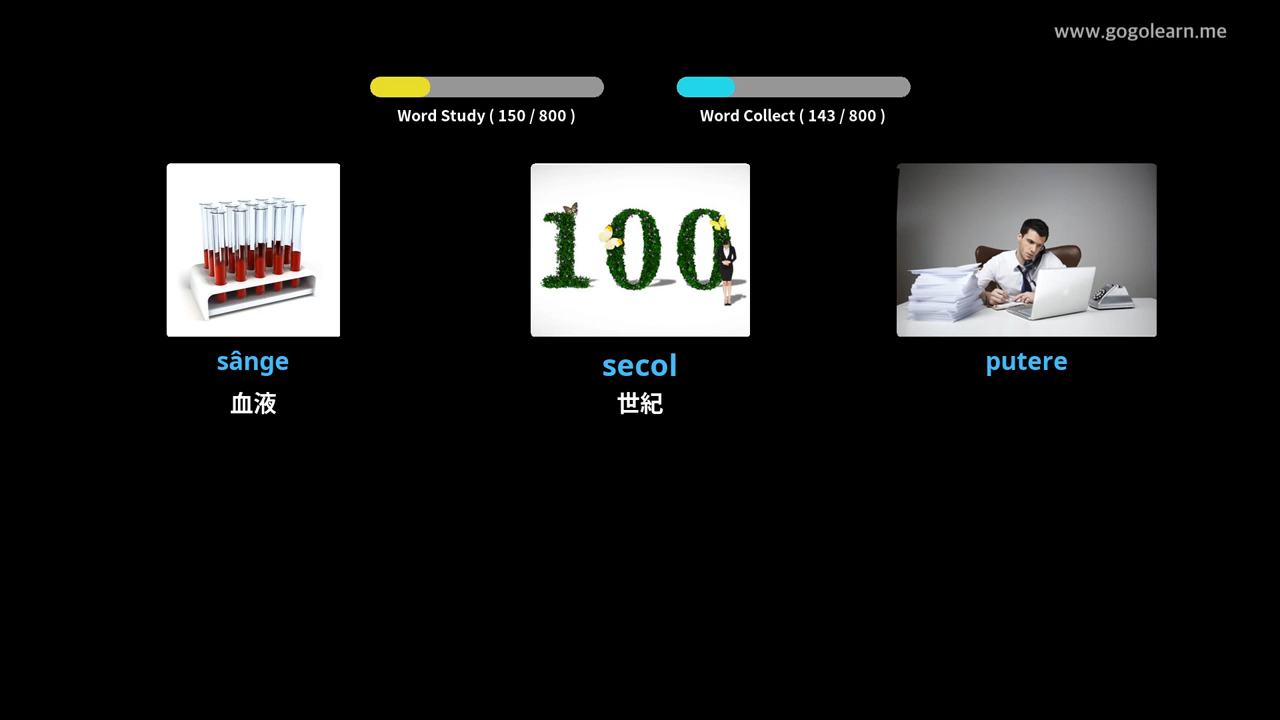 www.gogolearn.me
Word Study ( 150 / 800 )
Word Collect ( 143 / 800 )
100
sânge
secol
putere
血液
世紀